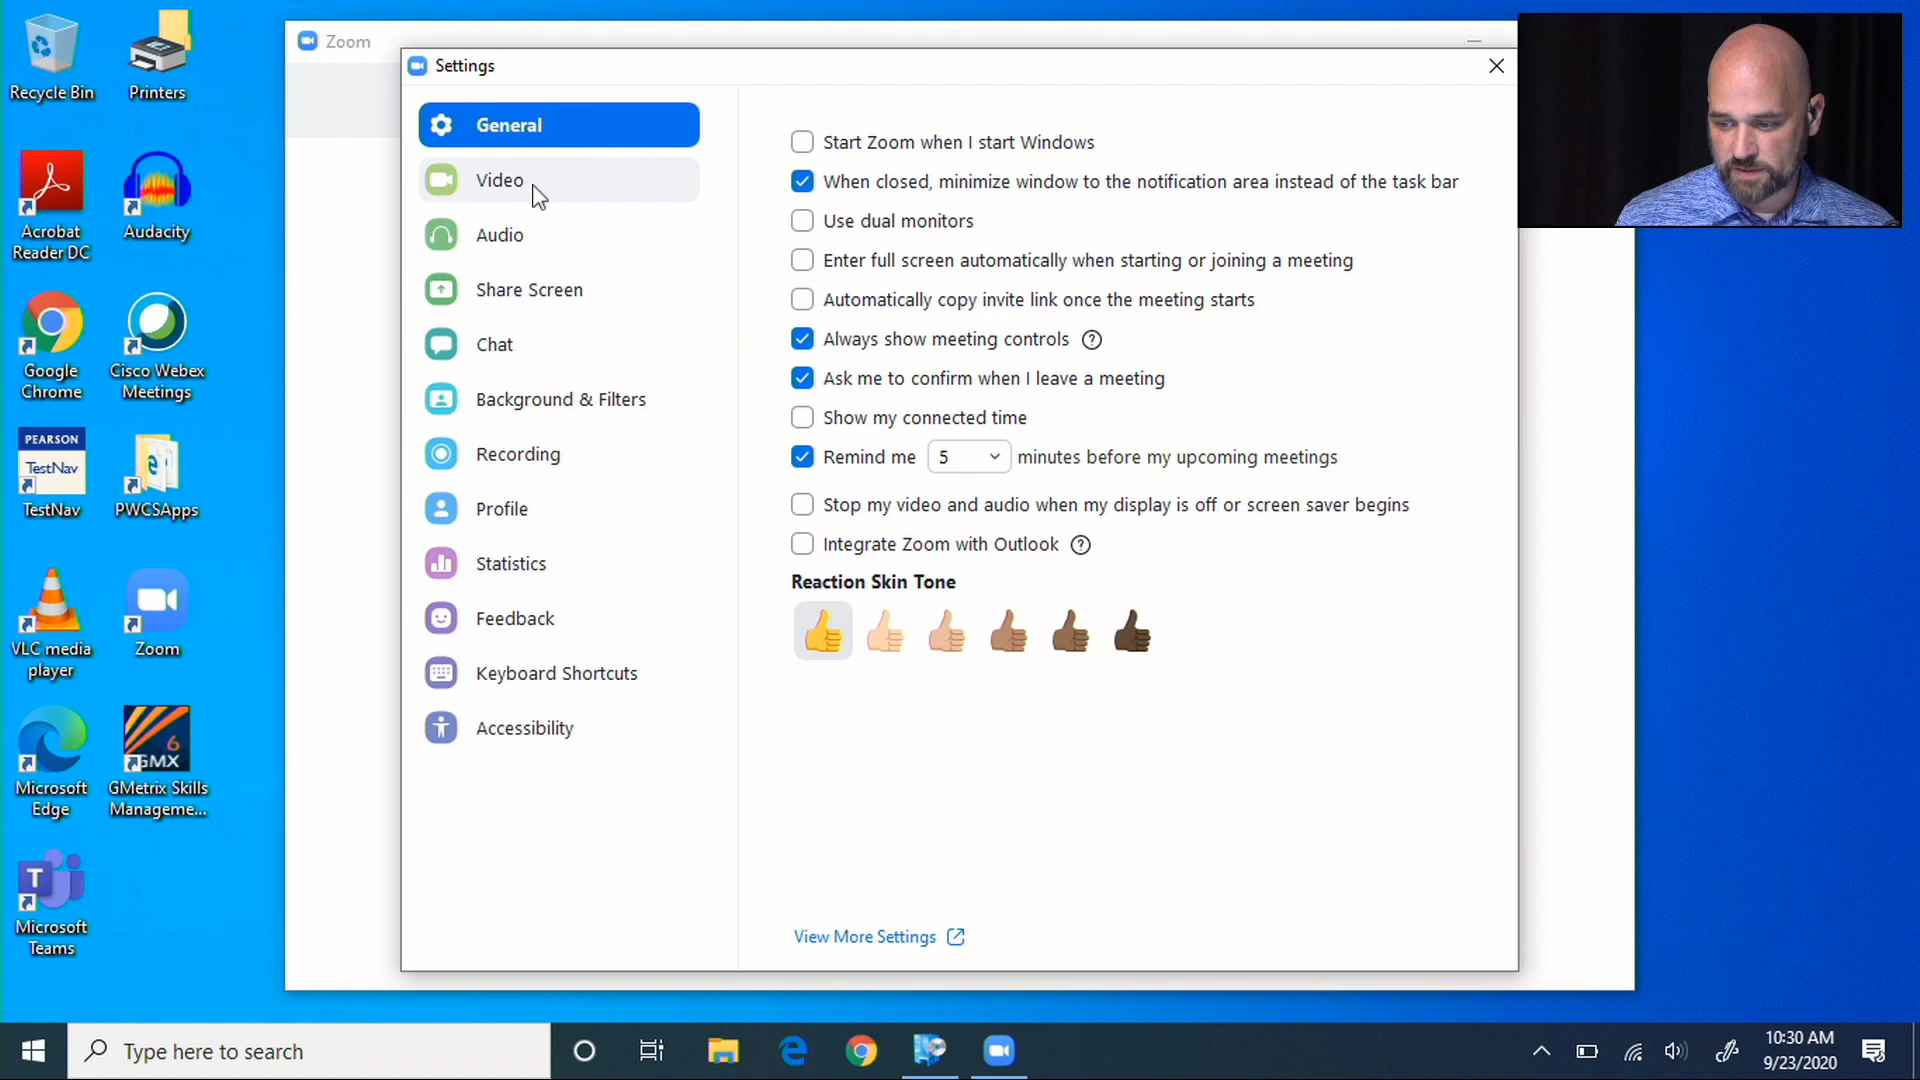 Recycle Bin
Printers
Acrobat
Reader DC
Audacity
Google
Chrome
Cisco Webex
Meetings
PEARSON
TestNav
TestNav
PWCSApps
VLC media
player
Zoom
Microsoft
Edge
6
GMX
GMetrix Skills
Manageme...
T
Microsoft
Teams
Zoom
Settings
General
Video
Audio
Share Screen
Chat
Background & Filters
Recording
Profile
Statistics
Feedback
Keyboard Shortcuts
Accessibility
Start Zoom when I start Windows
When closed, minimize window to the notification area instead of the task bar
Use dual monitors
Enter full screen automatically when starting or joining a meeting
Automatically copy invite link once the meeting starts
Always show meeting controls ?
Ask me to confirm when I leave a meeting
Show my connected time
Remind me 5 minutes before my upcoming meetings
Stop my video and audio when my display is off or screen saver begins
Integrate Zoom with Outlook ?
Reaction Skin Tone
View More Settings
Type here to search
10:30 AM
9/23/2020